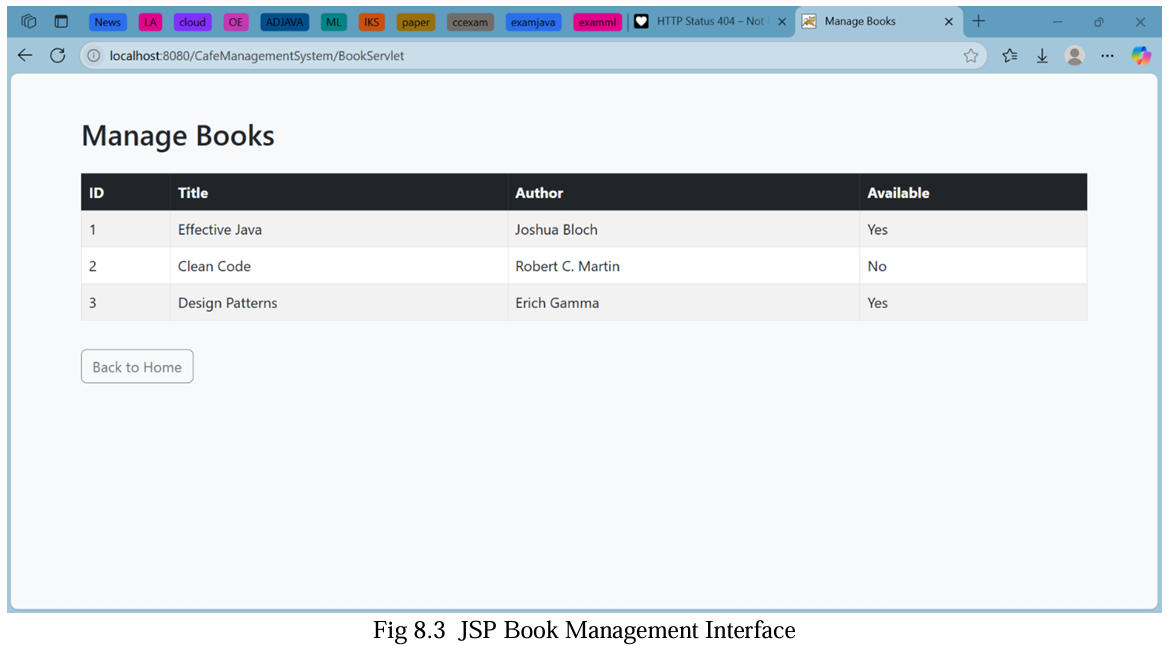 News LA cloud OE ADJAVA ML IKS paper ccexam examjava examml HTTP Status 404 – Not Manage Books
localhost:8080/CafeManagementSystem/BookServlet
Manage Books
ID Title Author Available
1 Effective Java Joshua Bloch Yes
2 Clean Code Robert C. Martin No
3 Design Patterns Erich Gamma Yes
Back to Home
Fig 8.3 JSP Book Management Interface